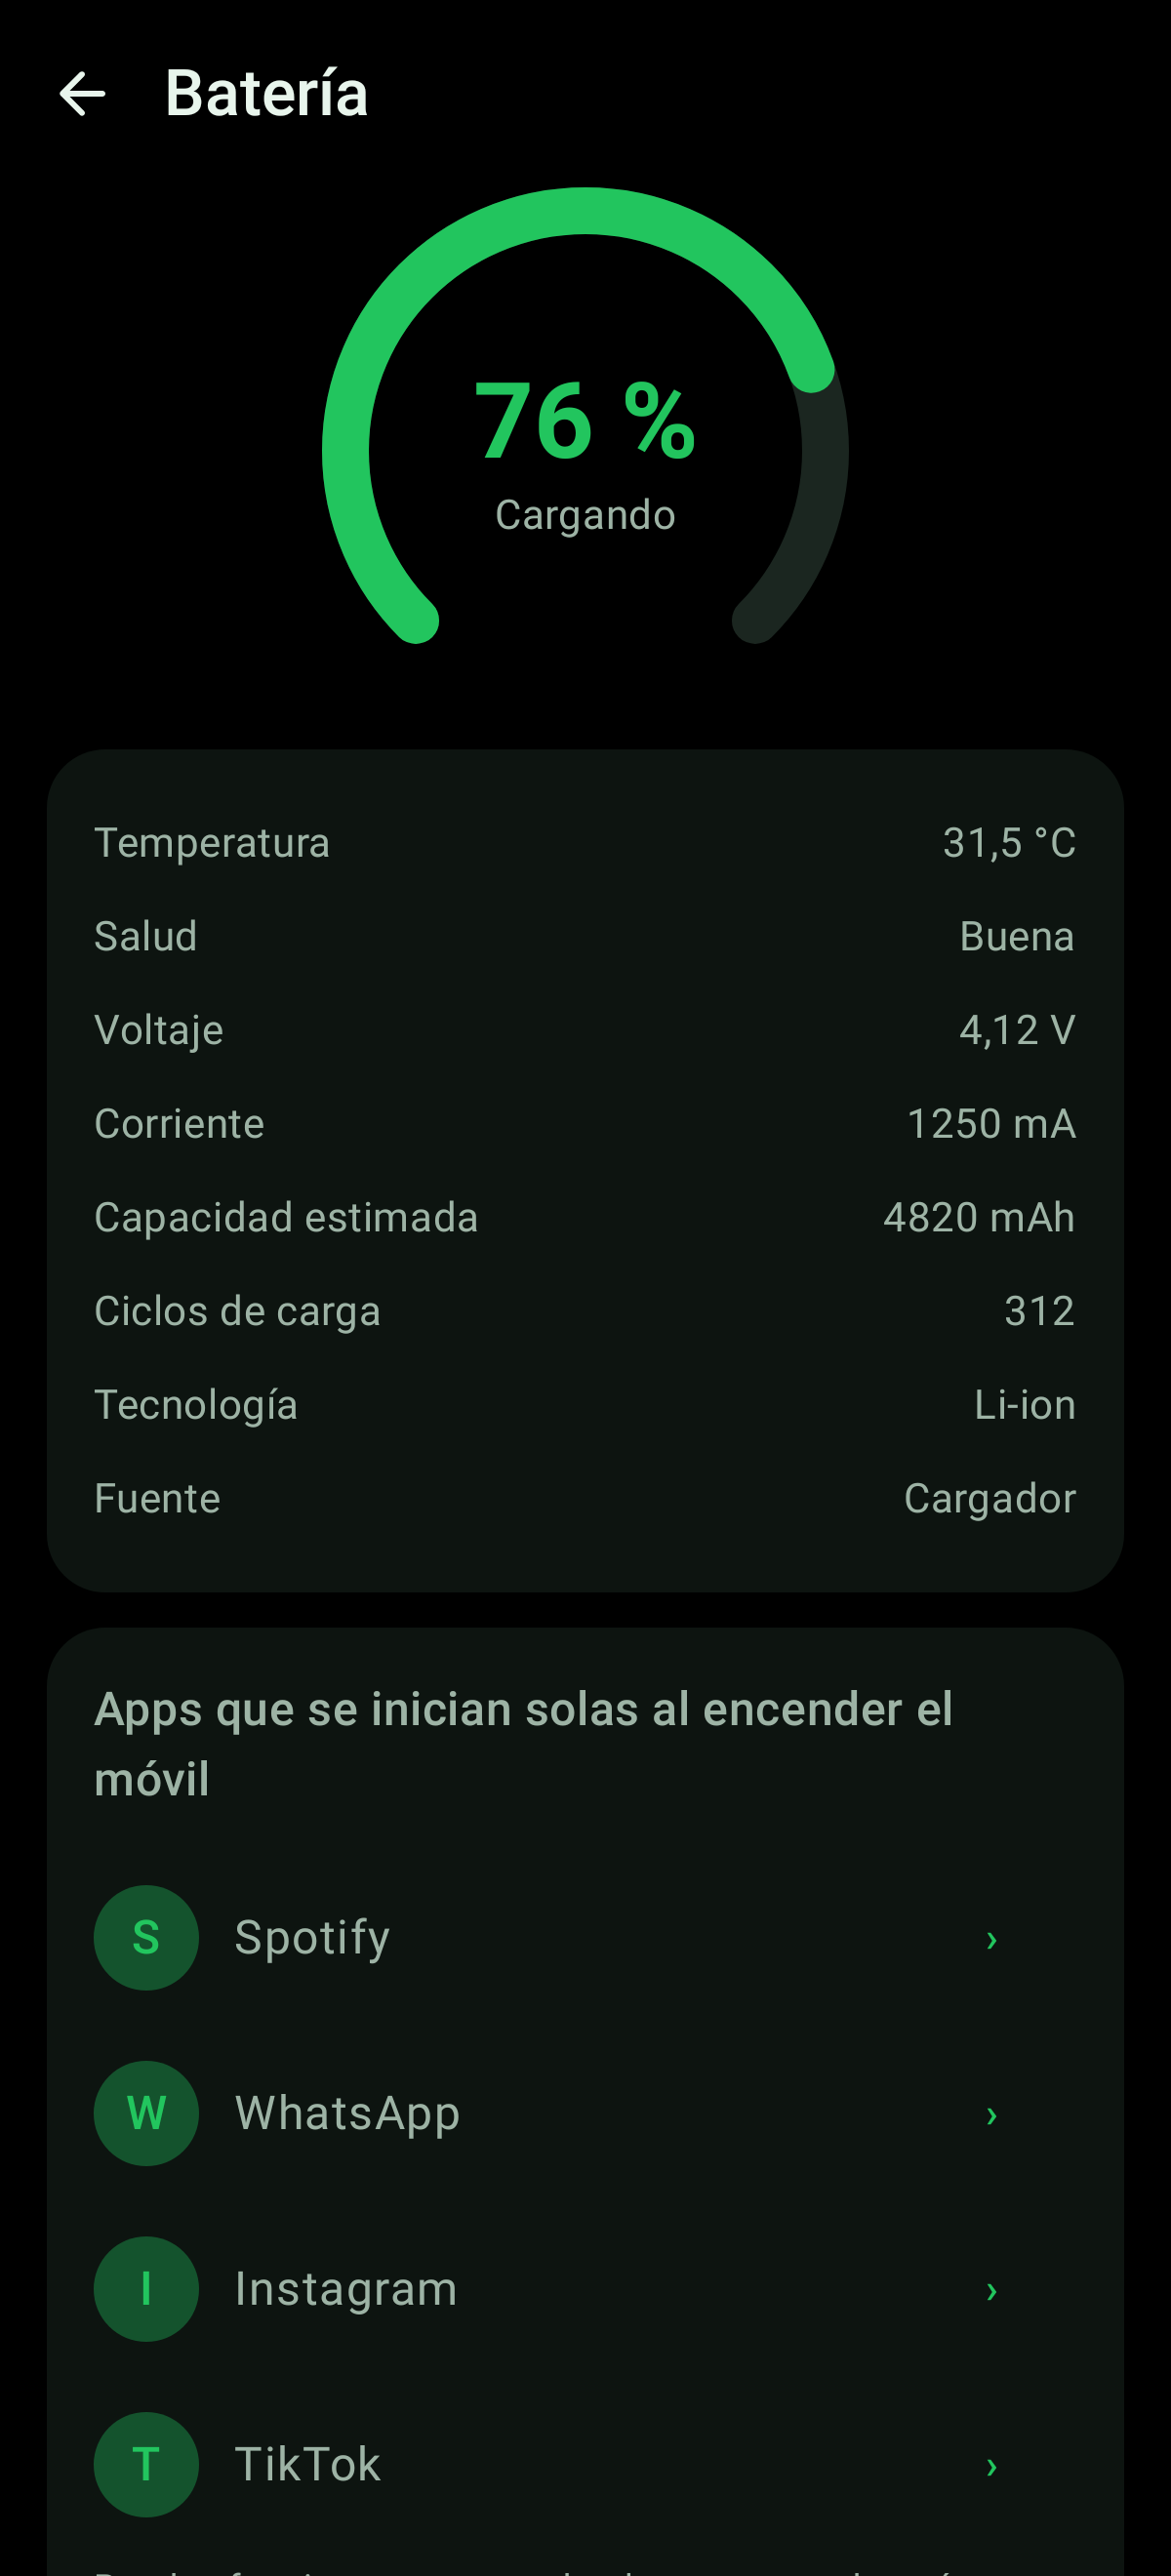 Batería
76 %
Cargando
Temperatura 31,5 °C
Salud Buena
Voltaje 4,12 V
Corriente 1250 mA
Capacidad estimada 4820 mAh
Ciclos de carga 312
Tecnología Li-ion
Fuente Cargador
Apps que se inician solas al encender el
móvil
S Spotify ›
W WhatsApp ›
I Instagram ›
T TikTok ›